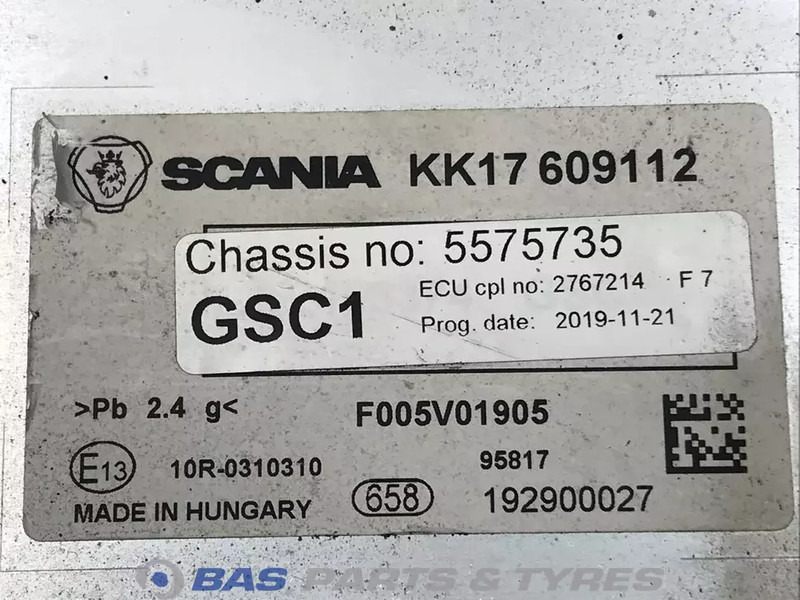 SCANIA KK17 609112
Chassis no: 5575735
GSC1 ECU cpl no: 2767214 F 7
Prog. date: 2019-11-21
>Pb 2.4 g< F005V01905
E13 10R-0310310 95817
MADE IN HUNGARY 658 192900027
BAS PARTS & TYRES